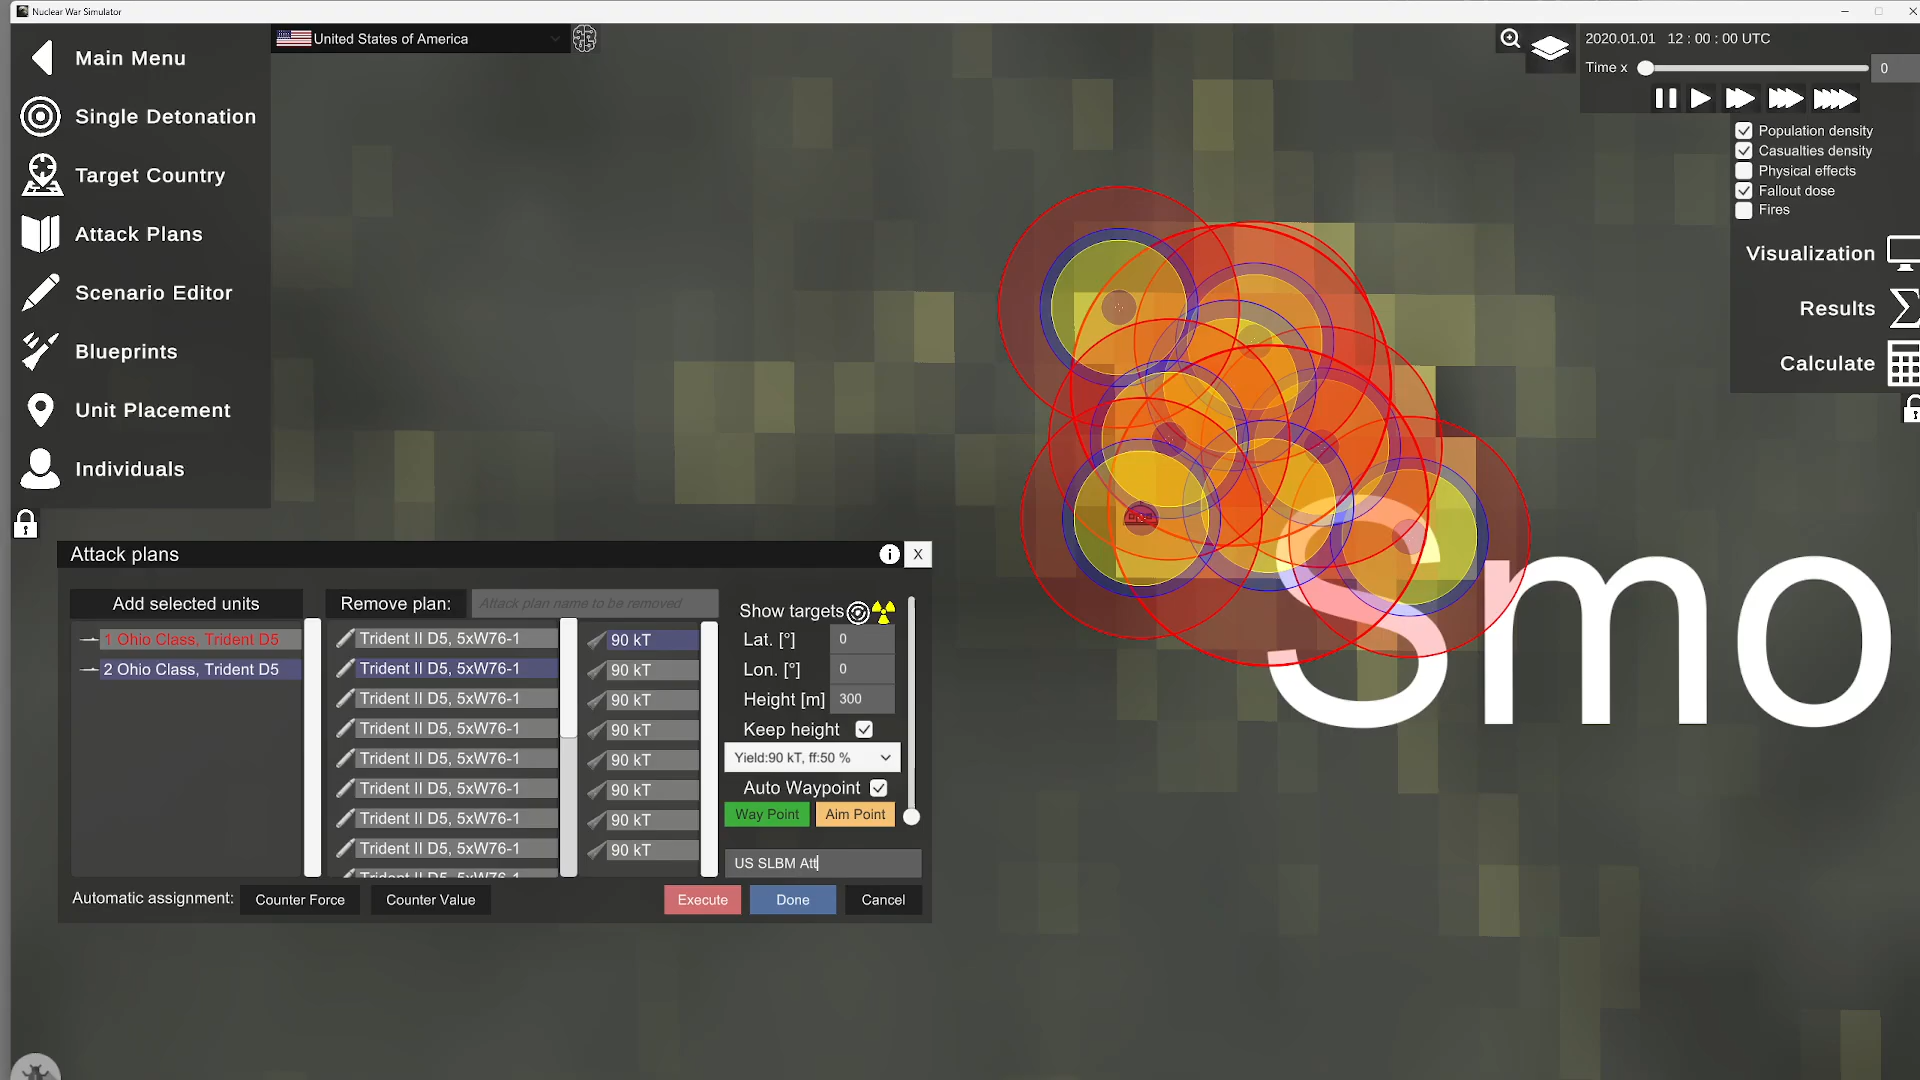 Nuclear War Simulator
Main Menu
Single Detonation
Target Country
Attack Plans
Scenario Editor
Blueprints
Unit Placement
Individuals
United States of America
2020.01.01 12 : 00 : 00 UTC
Time x
0
Population density
Casualties density
Physical effects
Fallout dose
Fires
Visualization
Results
Calculate
Smo
Attack plans
X
Add selected units
1 Ohio Class, Trident D5
2 Ohio Class, Trident D5
Remove plan:
Attack plan name to be removed
Trident II D5, 5xW76-1
Trident II D5, 5xW76-1
Trident II D5, 5xW76-1
Trident II D5, 5xW76-1
Trident II D5, 5xW76-1
Trident II D5, 5xW76-1
Trident II D5, 5xW76-1
Trident II D5, 5xW76-1
Trident II D5, 5xW76-1
90 kT
90 kT
90 kT
90 kT
90 kT
90 kT
90 kT
90 kT
Show targets
Lat. [°] 0
Lon. [°] 0
Height [m] 300
Keep height
Yield:90 kT, ff:50 %
Auto Waypoint
Way Point Aim Point
US SLBM Att
Automatic assignment: Counter Force Counter Value
Execute Done Cancel